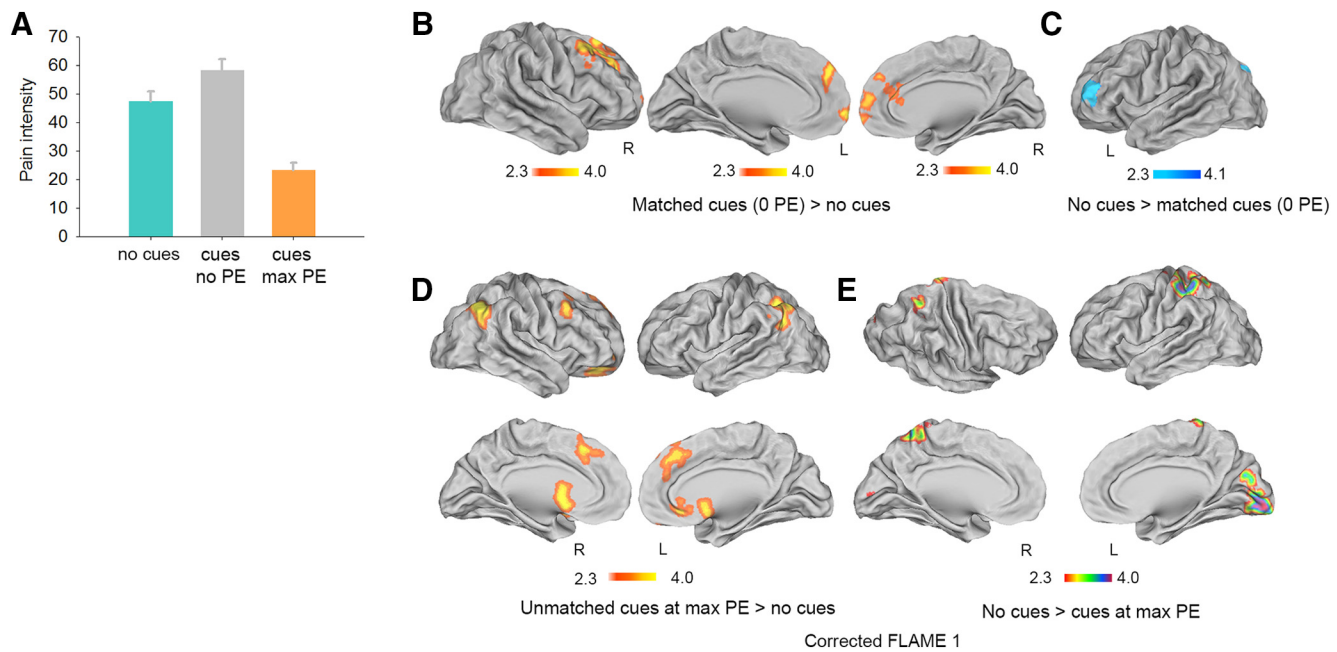 A
70
60
50
40
30
20
10
0
Pain intensity
no cues
cues
no PE
cues
max PE
B
R
L
R
2.3 4.0
2.3 4.0
2.3 4.0
Matched cues (0 PE) > no cues
C
L
2.3 4.1
No cues > matched cues (0 PE)
D
R L
2.3 4.0
Unmatched cues at max PE > no cues
E
R L
2.3 4.0
No cues > cues at max PE
Corrected FLAME 1